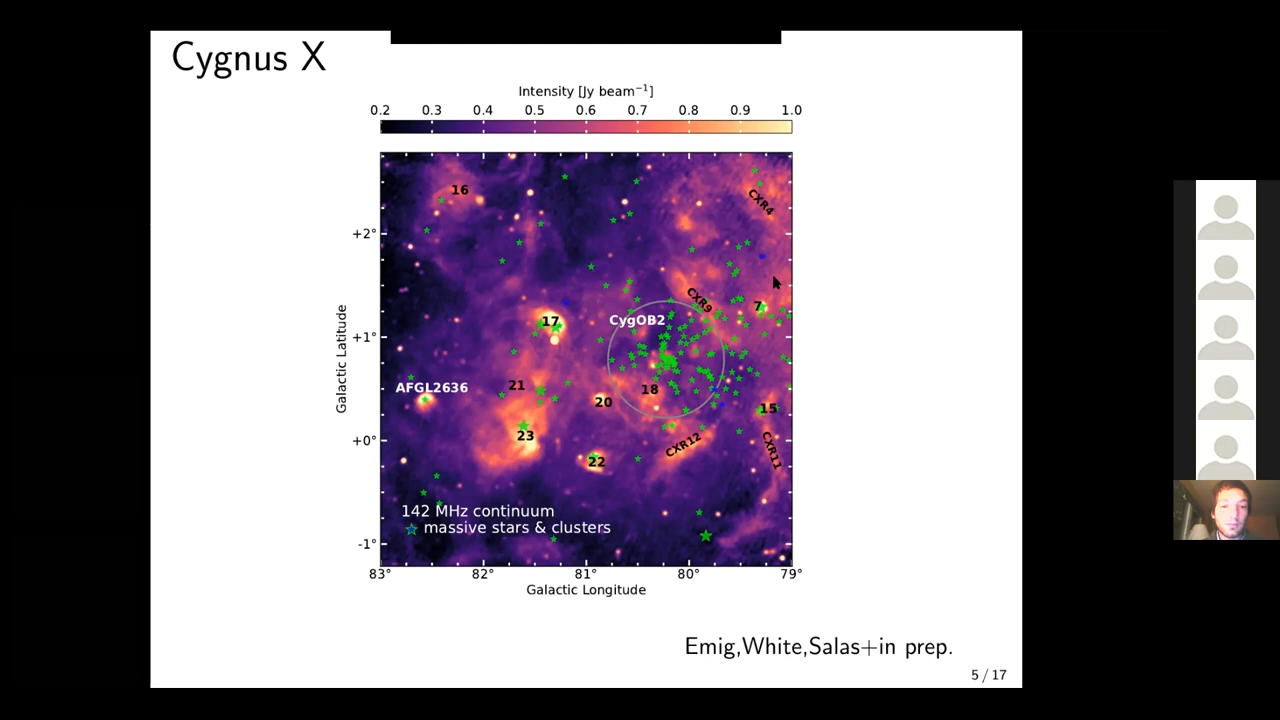 Cygnus X
Intensity [Jy beam⁻¹]
0.2 0.3 0.4 0.5 0.6 0.7 0.8 0.9 1.0
16
CXR4
+2°
CXR9
7
17
CygOB2
+1°
Galactic Latitude
21
AFGL2636
18
20
15
23
+0°
CXR12
CXR11
22
142 MHz continuum
massive stars & clusters
-1°
83° 82° 81° 80° 79°
Galactic Longitude
Emig,White,Salas+in prep.
5 / 17